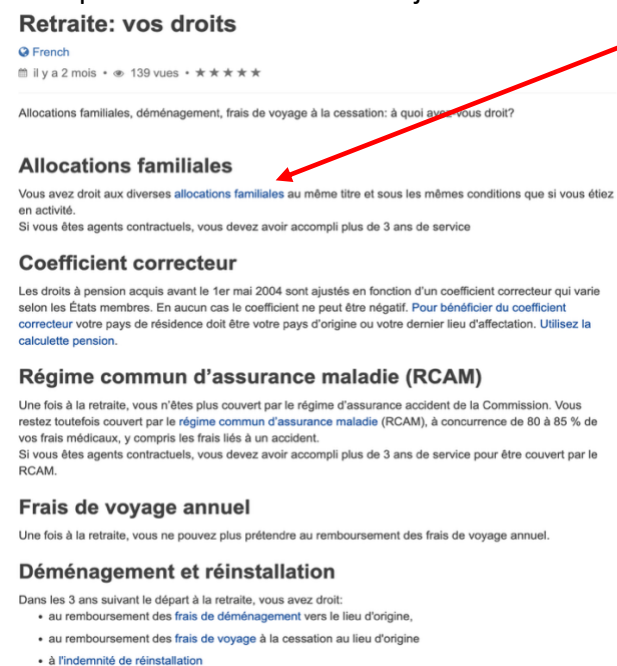 Retraite: vos droits
French
il y a 2 mois • 139 vues • ★ ★ ★ ★ ★
Allocations familiales, déménagement, frais de voyage à la cessation: à quoi avez vous droit?
Allocations familiales
Vous avez droit aux diverses allocations familiales au même titre et sous les mêmes conditions que si vous étiez
en activité.
Si vous êtes agents contractuels, vous devez avoir accompli plus de 3 ans de service
Coefficient correcteur
Les droits à pension acquis avant le 1er mai 2004 sont ajustés en fonction d'un coefficient correcteur qui varie
selon les États membres. En aucun cas le coefficient ne peut être négatif. Pour bénéficier du coefficient
correcteur votre pays de résidence doit être votre pays d'origine ou votre dernier lieu d'affectation. Utilisez la
calculette pension.
Régime commun d'assurance maladie (RCAM)
Une fois à la retraite, vous n'êtes plus couvert par le régime d'assurance accident de la Commission. Vous
restez toutefois couvert par le régime commun d'assurance maladie (RCAM), à concurrence de 80 à 85 % de
vos frais médicaux, y compris les frais liés à un accident.
Si vous êtes agents contractuels, vous devez avoir accompli plus de 3 ans de service pour être couvert par le
RCAM.
Frais de voyage annuel
Une fois à la retraite, vous ne pouvez plus prétendre au remboursement des frais de voyage annuel.
Déménagement et réinstallation
Dans les 3 ans suivant le départ à la retraite, vous avez droit:
• au remboursement des frais de déménagement vers le lieu d'origine,
• au remboursement des frais de voyage à la cessation au lieu d'origine
• à l'indemnité de réinstallation